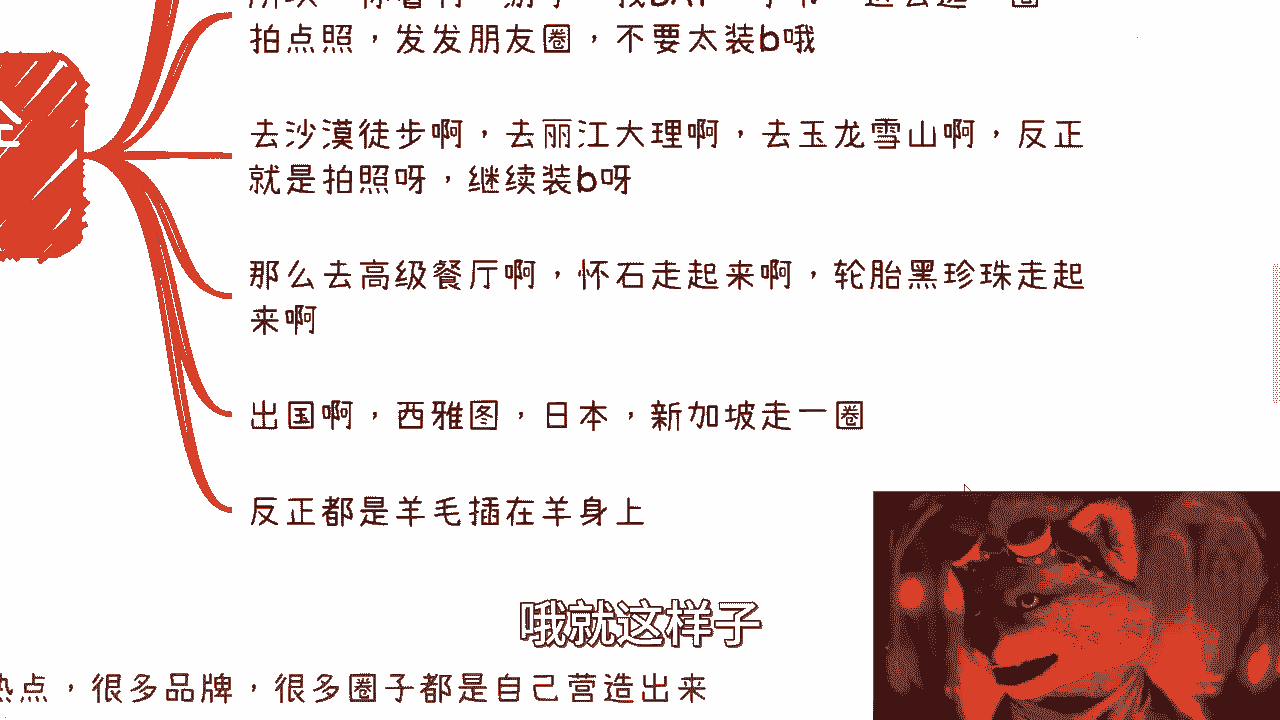 拍点照，发发朋友圈，不要太装b哦
去沙漠徒步啊，去丽江大理啊，去玉龙雪山啊，反正
就是拍照呀，继续装b呀
那么去高级餐厅啊，怀石走起来啊，轮胎黑珍珠走起
来啊
出国啊，西雅图，日本，新加坡走一圈
反正都是羊毛插在羊身上
哦就这样子
热点，很多品牌，很多圈子都是自己营造出来